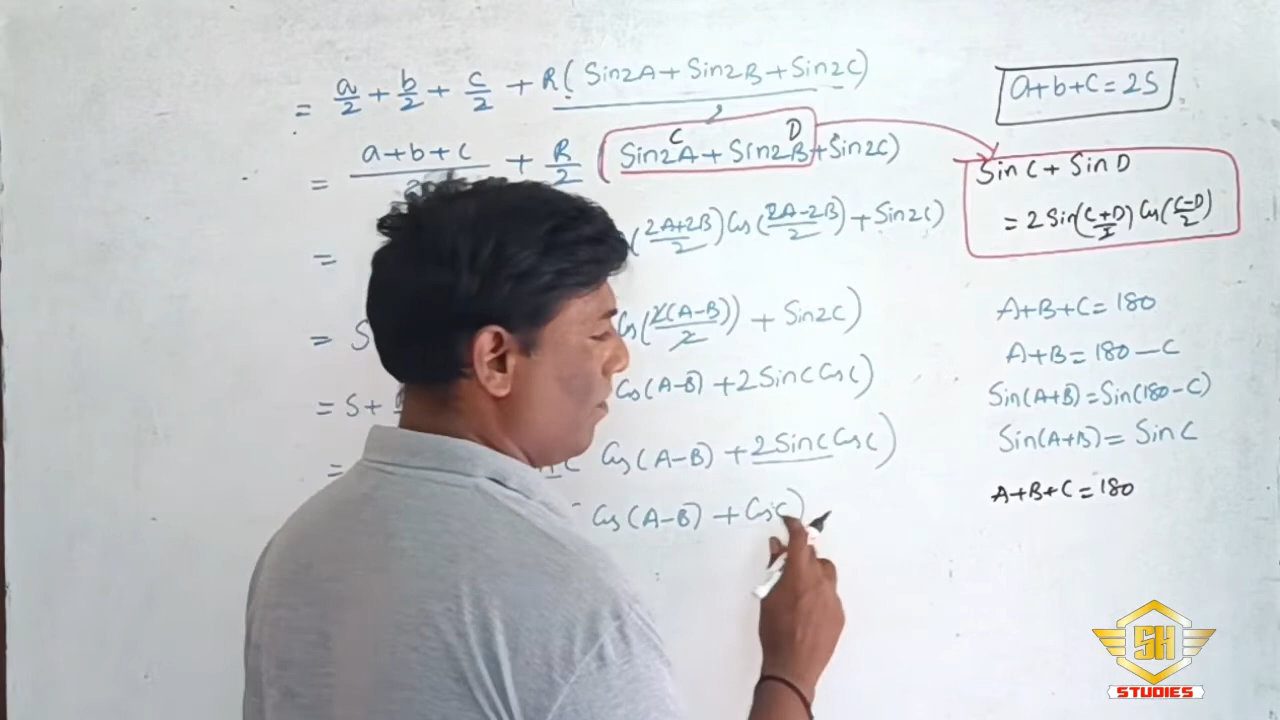 = a/2 + b/2 + c/2 + R( Sin2A + Sin2B + Sin2C)
a+b+c = 2S
C D
= a+b+c + R/2 ( Sin2A + Sin2B + Sin2C)
Sin C + Sin D
= 2 Sin(C+D/2) Cos(C-D/2)
= (2A+2B/2) Cos (2A-2B/2) + Sin2C)
= S Cos(2(A-B)/2)) + Sin2C)
= S+ Cos(A-B) + 2SinC CosC)
= C Cos(A-B) + 2SinC CosC)
Cos(A-B) + CosC)
A+B+C = 180
A+B = 180 - C
Sin(A+B) = Sin(180-C)
Sin(A+B) = SinC
A+B+C = 180
SH
STUDIES